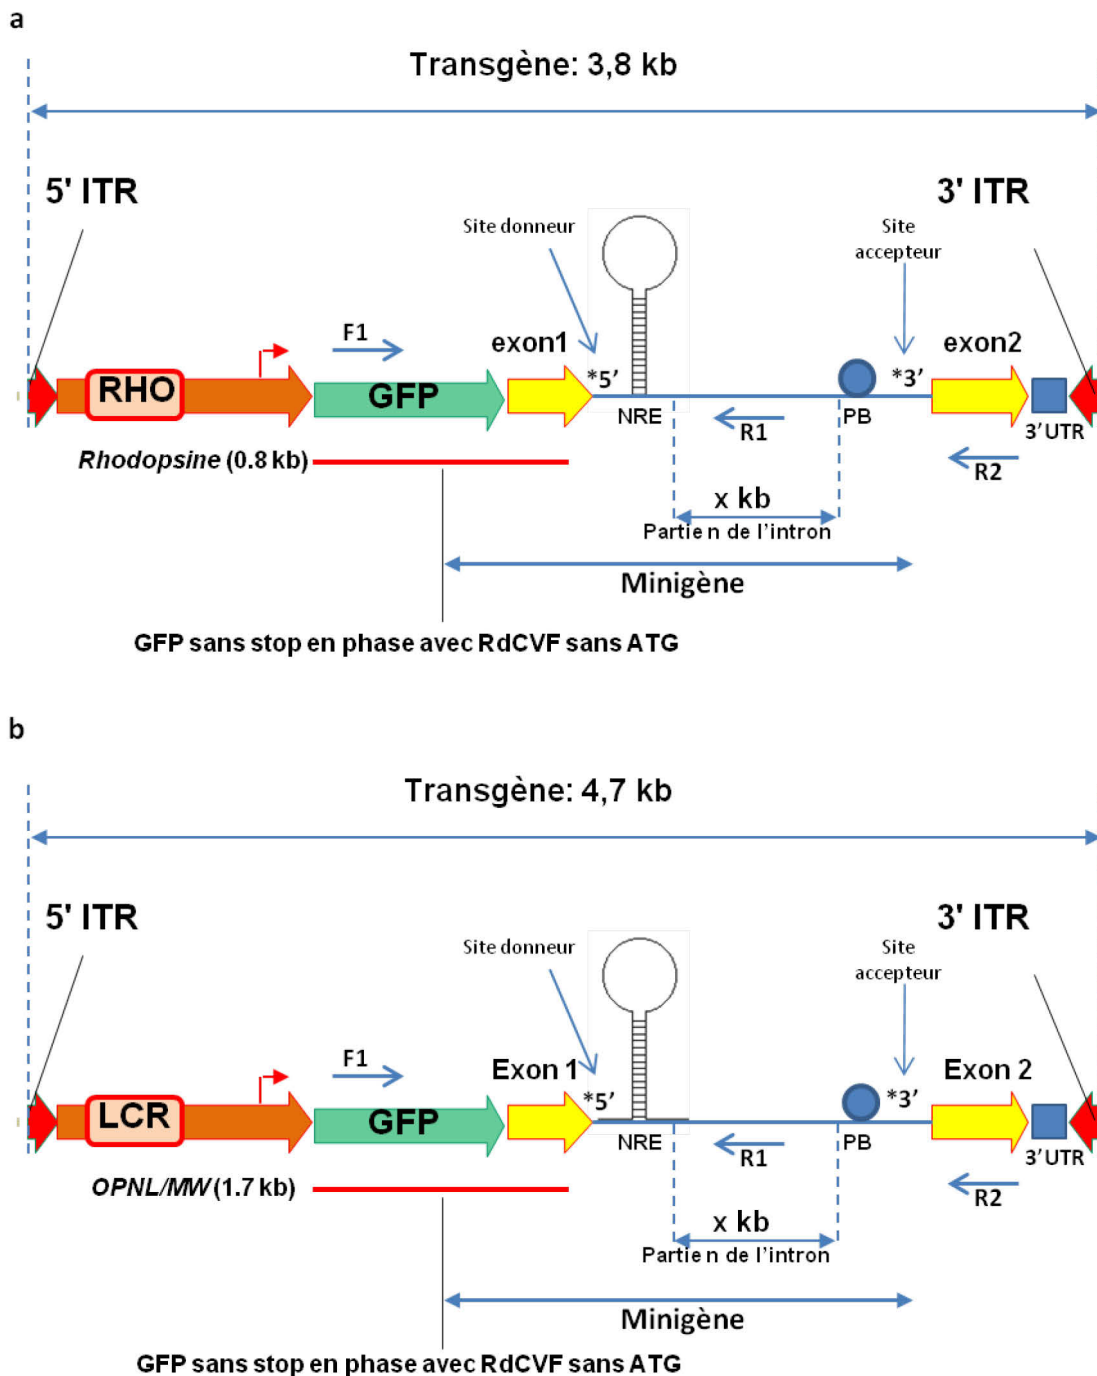 a
Transgène: 3,8 kb
5' ITR
3' ITR
Site donneur
Site
accepteur
F1
exon1
exon2
*5'
*3'
RHO
GFP
NRE
R1
PB
3'UTR
Rhodopsine (0.8 kb)
R2
x kb
Partie n de l'intron
Minigène
GFP sans stop en phase avec RdCVF sans ATG
b
Transgène: 4,7 kb
5' ITR
3' ITR
Site donneur
Site
accepteur
F1
Exon 1
Exon 2
*5'
*3'
LCR
GFP
NRE
R1
PB
3'UTR
OPNL/MW (1.7 kb)
R2
x kb
Partie n de l'intron
Minigène
GFP sans stop en phase avec RdCVF sans ATG